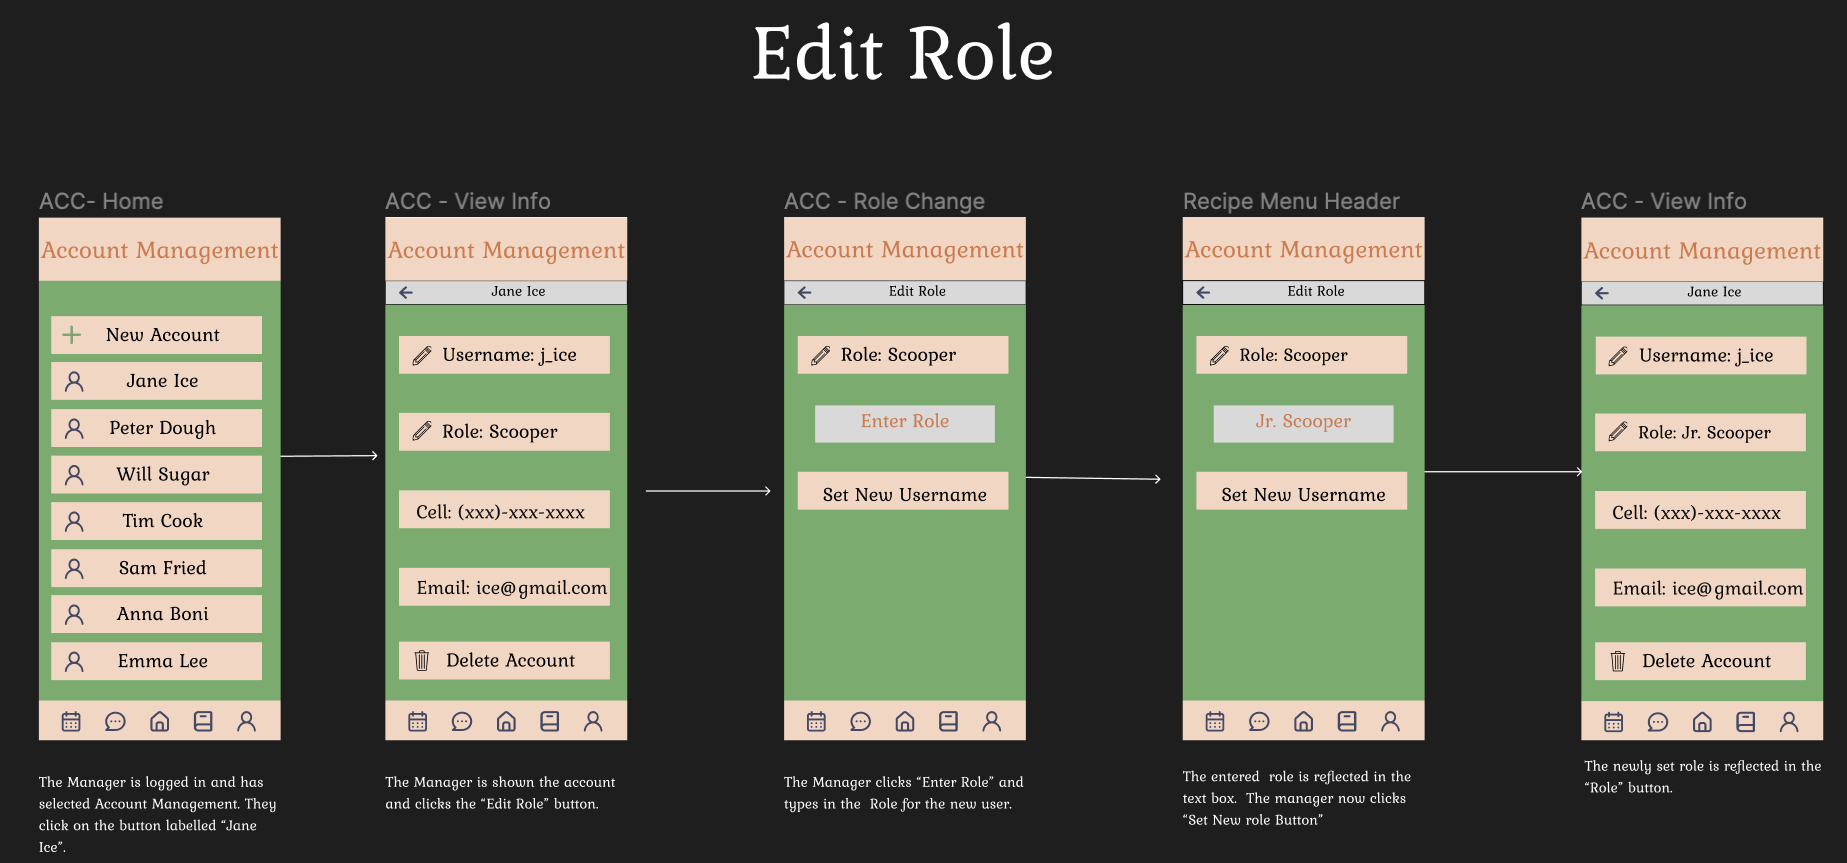 Edit Role
ACC- Home
Account Management
New Account
Jane Ice
Peter Dough
Will Sugar
Tim Cook
Sam Fried
Anna Boni
Emma Lee
The Manager is logged in and has
selected Account Management. They
click on the button labelled “Jane
Ice”.
ACC - View Info
Account Management
Jane Ice
Username: j_ice
Role: Scooper
Cell: (xxx)-xxx-xxxx
Email: ice@gmail.com
Delete Account
The Manager is shown the account
and clicks the “Edit Role” button.
ACC - Role Change
Account Management
Edit Role
Role: Scooper
Enter Role
Set New Username
The Manager clicks “Enter Role” and
types in the  Role for the new user.
Recipe Menu Header
Account Management
Edit Role
Role: Scooper
Jr. Scooper
Set New Username
The entered  role is reflected in the
text box.  The manager now clicks
“Set New role Button”
ACC - View Info
Account Management
Jane Ice
Username: j_ice
Role: Jr. Scooper
Cell: (xxx)-xxx-xxxx
Email: ice@gmail.com
Delete Account
The newly set role is reflected in the
“Role” button.